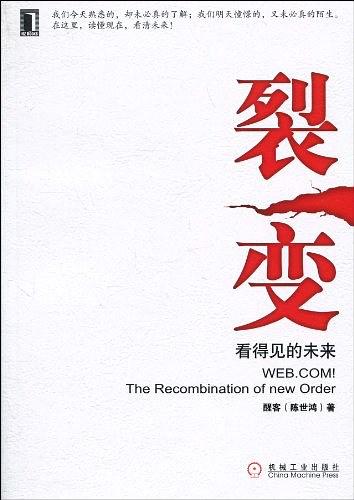 我们今天熟悉的，却未必真的了解；我们明天憧憬的，又未必真的陌生。
在这里，读懂现在，看清未来！
裂
变
看得见的未来
WEB.COM!
The Recombination of new Order
醒客（陈世鸿）著
机械工业出版社
China Machine Press